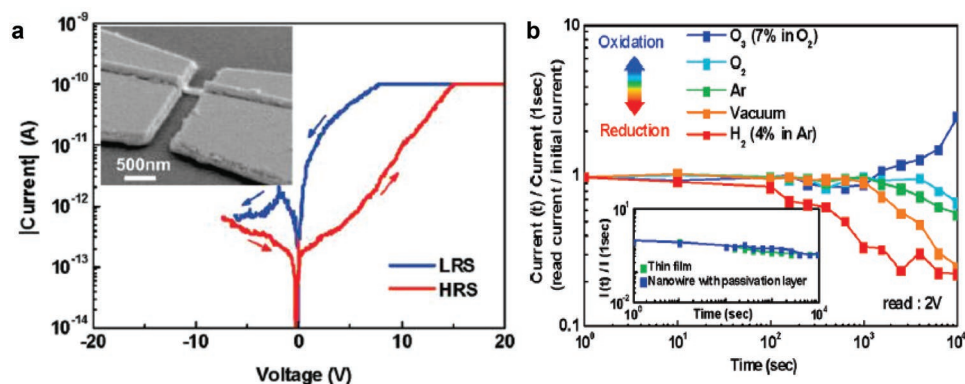 a
10⁻⁹
10⁻¹⁰
10⁻¹¹
10⁻¹²
10⁻¹³
10⁻¹⁴
|Current| (A)
500nm
LRS
HRS
-20
-10
0
10
20
Voltage (V)
b
Oxidation
Reduction
O₃ (7% in O₂)
O₂
Ar
Vacuum
H₂ (4% in Ar)
Current (t) / Current (1sec)
(read current / initial current)
1
0.1
10¹
10⁻²
I (t) / I (1sec)
Thin film
Nanowire with passivation layer
10⁰
Time (sec)
10⁴
read : 2V
10⁰
10¹
10²
10³
10⁴
Time (sec)